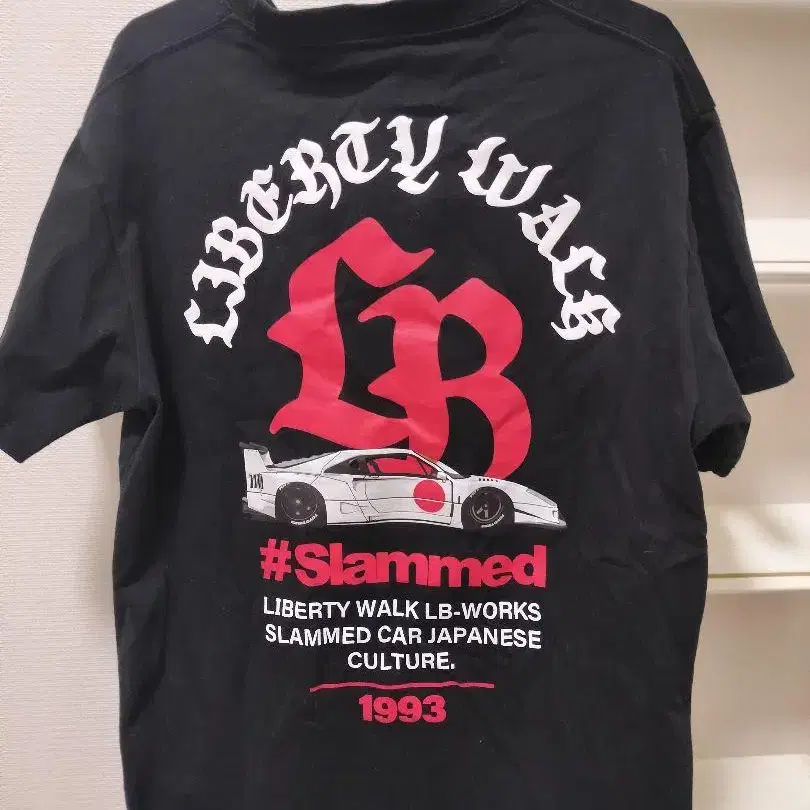 LIBERTY WALK
LB
#Slammed
LIBERTY WALK LB-WORKS
SLAMMED CAR JAPANESE
CULTURE.
1993